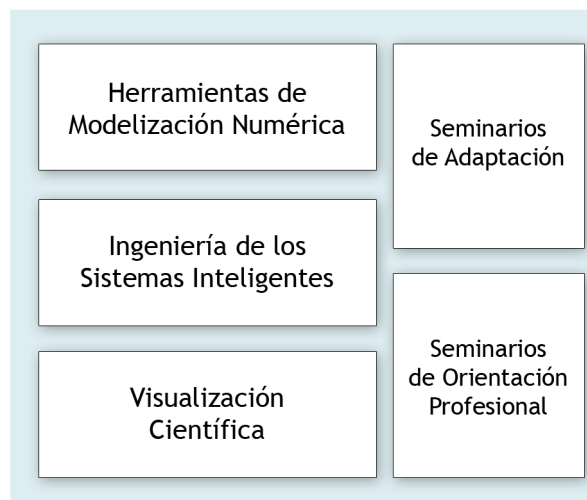 Herramientas de
Modelización Numérica
Ingeniería de los
Sistemas Inteligentes
Visualización
Científica
Seminarios
de Adaptación
Seminarios
de Orientación
Profesional